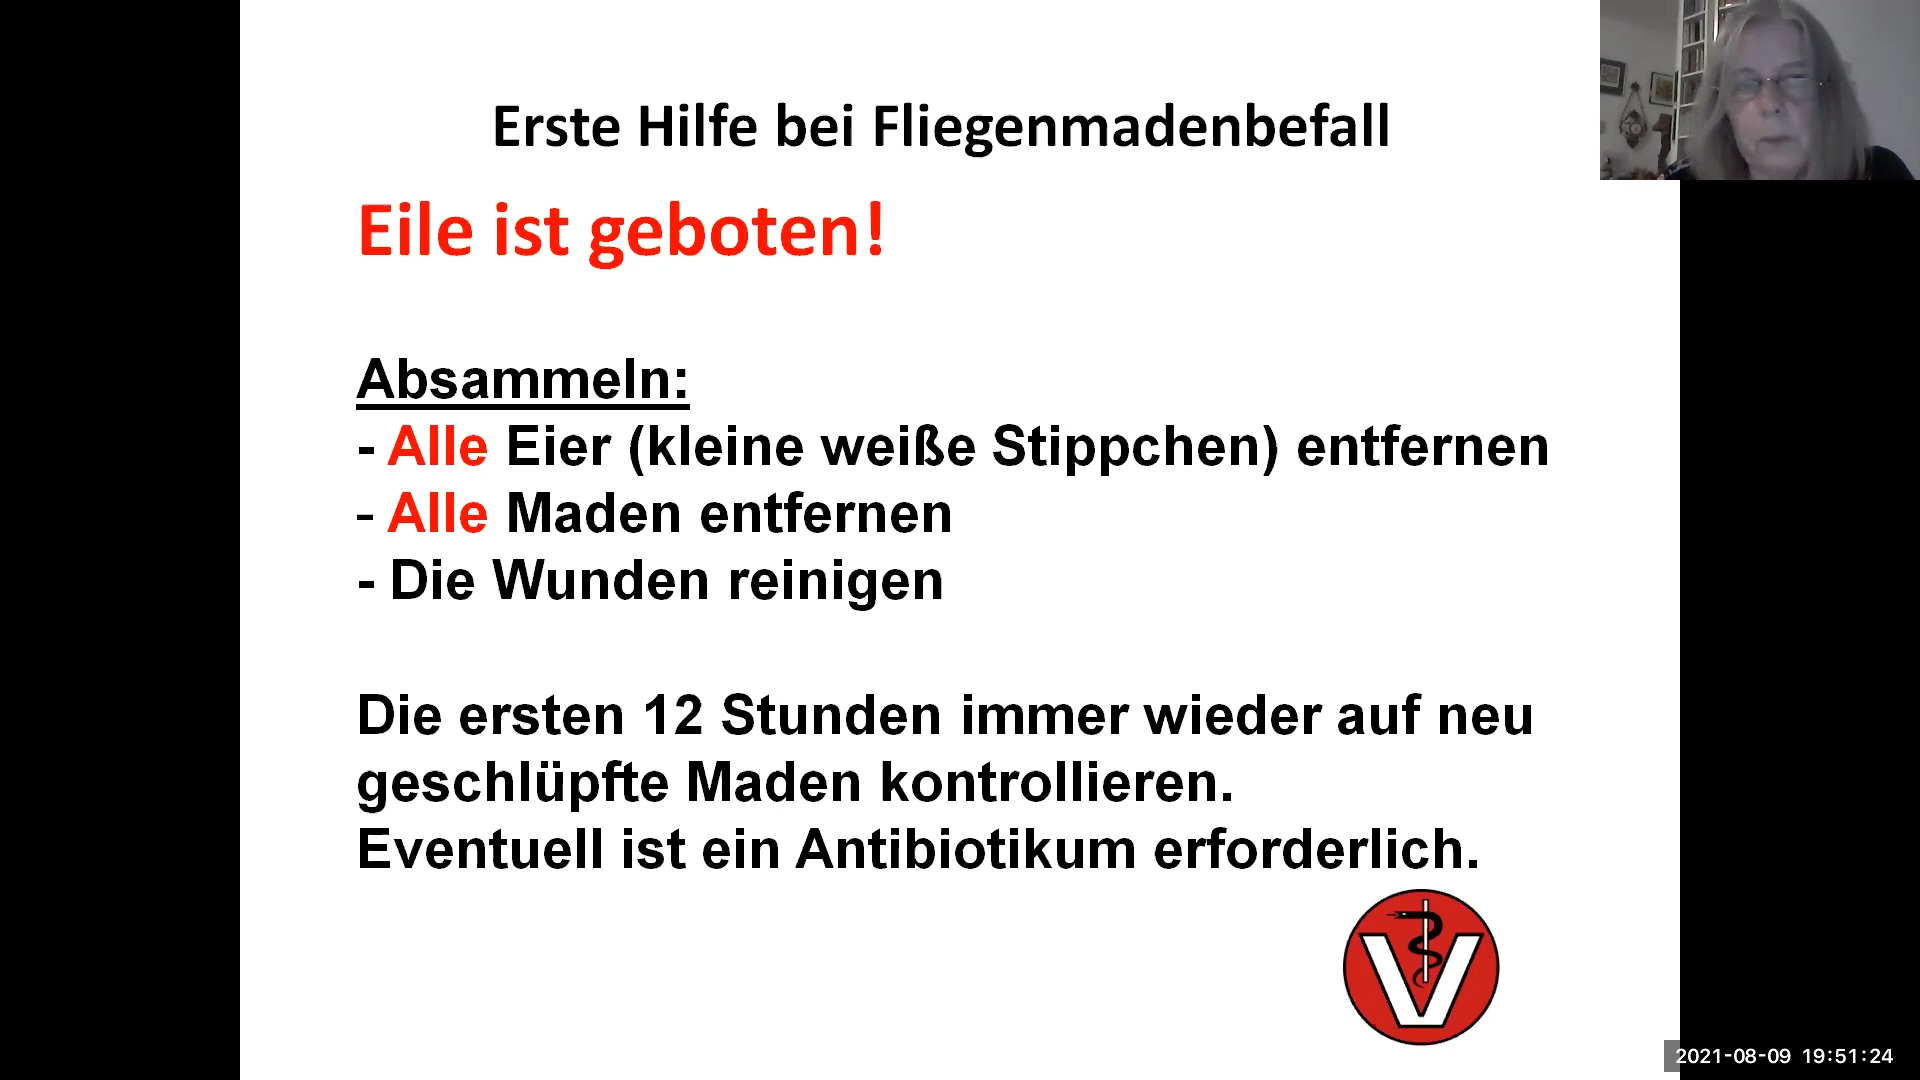 Erste Hilfe bei Fliegenmadenbefall
Eile ist geboten!
Absammeln:
- Alle Eier (kleine weiße Stippchen) entfernen
- Alle Maden entfernen
- Die Wunden reinigen
Die ersten 12 Stunden immer wieder auf neu
geschlüpfte Maden kontrollieren.
Eventuell ist ein Antibiotikum erforderlich.
V
2021-08-09 19:51:24